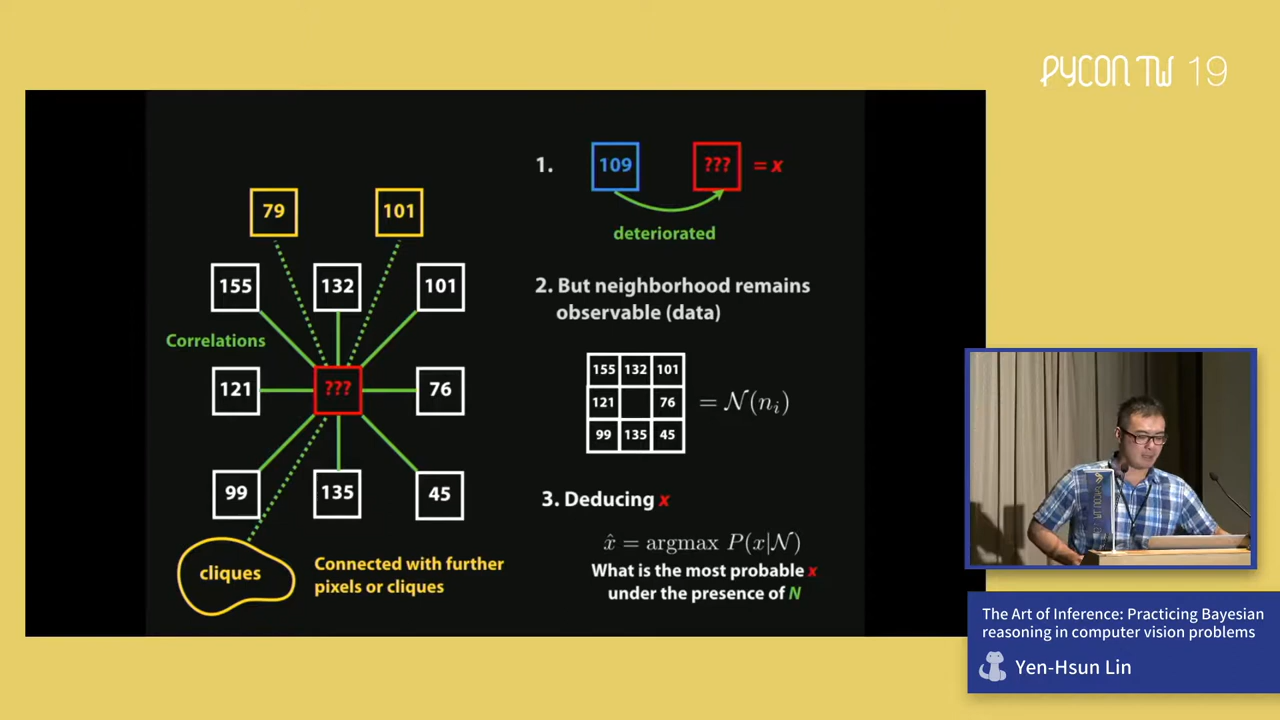 PYCON TW 19
79
101
155
132
101
Correlations
121
???
76
99
135
45
cliques
Connected with further
pixels or cliques
1.
109
???
= x
deteriorated
2. But neighborhood remains
observable (data)
155 132 101
121 76
99 135 45
= N(nᵢ)
3. Deducing x
x̂ = argmax P(x|N)
What is the most probable x
under the presence of N
The Art of Inference: Practicing Bayesian
reasoning in computer vision problems
Yen-Hsun Lin